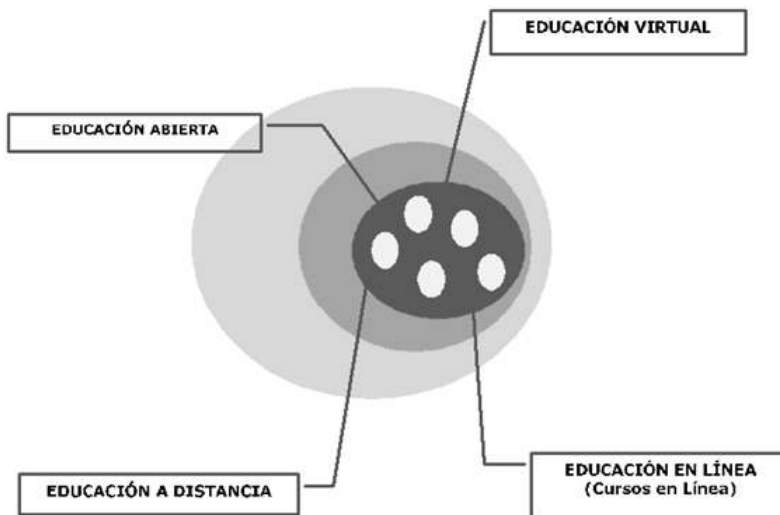 EDUCACIÓN VIRTUAL
EDUCACIÓN ABIERTA
EDUCACIÓN A DISTANCIA
EDUCACIÓN EN LÍNEA
(Cursos en Línea)